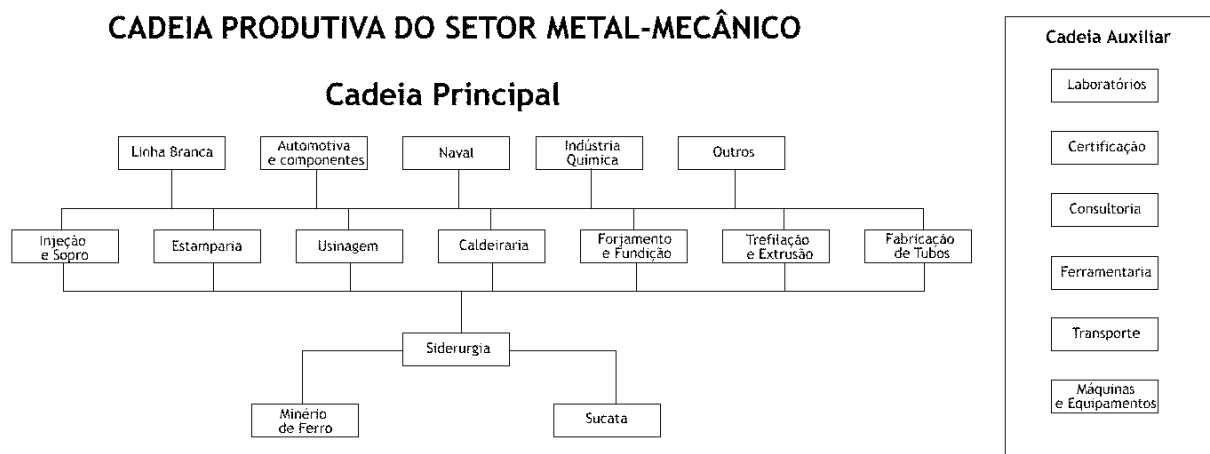 CADEIA PRODUTIVA DO SETOR METAL-MECÂNICO
Cadeia Principal
Linha Branca
Automotiva
e componentes
Naval
Indústria
Química
Outros
Injeção
e Sopro
Estamparia
Usinagem
Caldeiraria
Forjamento
e Fundição
Trefilação
e Extrusão
Fabricação
de Tubos
Siderurgia
Minério
de Ferro
Sucata
Cadeia Auxiliar
Laboratórios
Certificação
Consultoria
Ferramentaria
Transporte
Máquinas
e Equipamentos